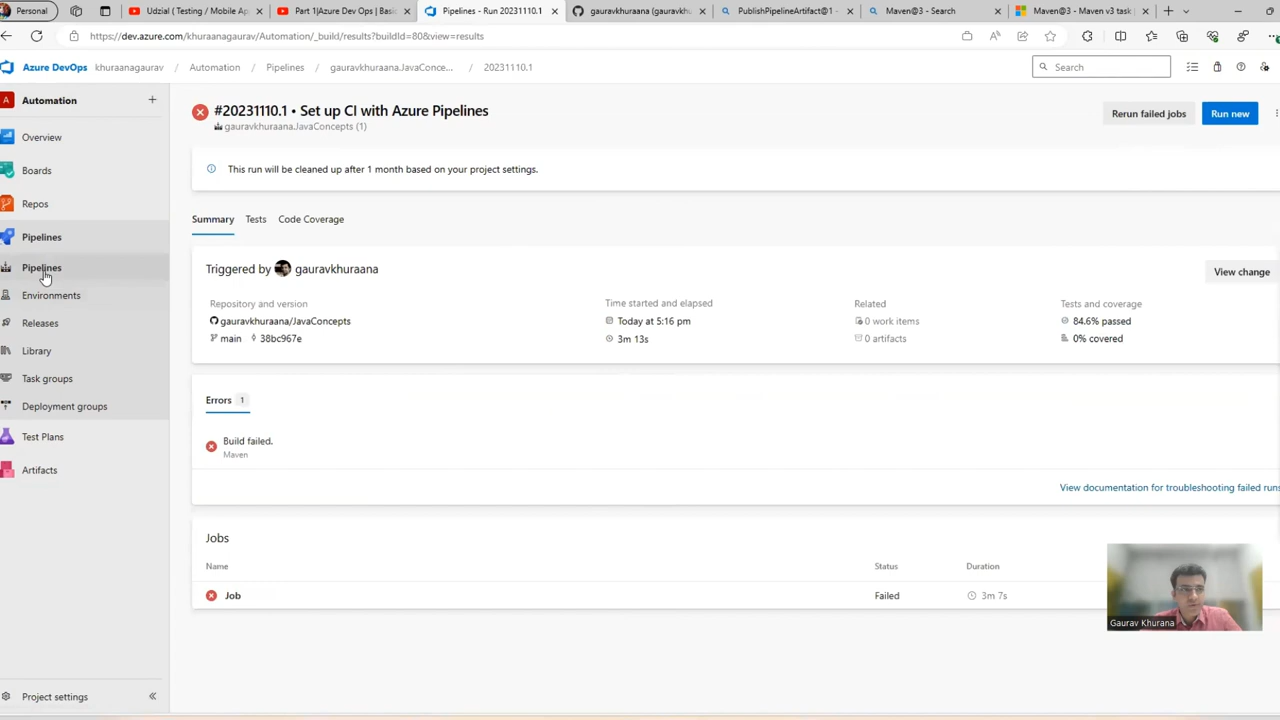 Personal
Udzial ( Testing / Mobile Ap
Part 1|Azure Dev Ops | Basic
Pipelines - Run 20231110.1
gauravkhuraana (gauravkhu
PublishPipelineArtifact@1 -
Maven@3 - Search
Maven@3 - Maven v3 task
https://dev.azure.com/khuraanagaurav/Automation/_build/results?buildId=80&view=results
Azure DevOps khuraanagaurav / Automation / Pipelines / gauravkhuraana.JavaConce... / 20231110.1
Search
A Automation
#20231110.1 • Set up CI with Azure Pipelines
gauravkhuraana.JavaConcepts (1)
Rerun failed jobs
Run new
Overview
Boards
Repos
Pipelines
Pipelines
Environments
Releases
Library
Task groups
Deployment groups
Test Plans
Artifacts
Project settings
This run will be cleaned up after 1 month based on your project settings.
Summary Tests Code Coverage
Triggered by gauravkhuraana
View change
Repository and version
gauravkhuraana/JavaConcepts
main 38bc967e
Time started and elapsed
Today at 5:16 pm
3m 13s
Related
0 work items
0 artifacts
Tests and coverage
84.6% passed
0% covered
Errors 1
Build failed.
Maven
View documentation for troubleshooting failed runs
Jobs
Name Status Duration
Job Failed 3m 7s
Gaurav Khurana